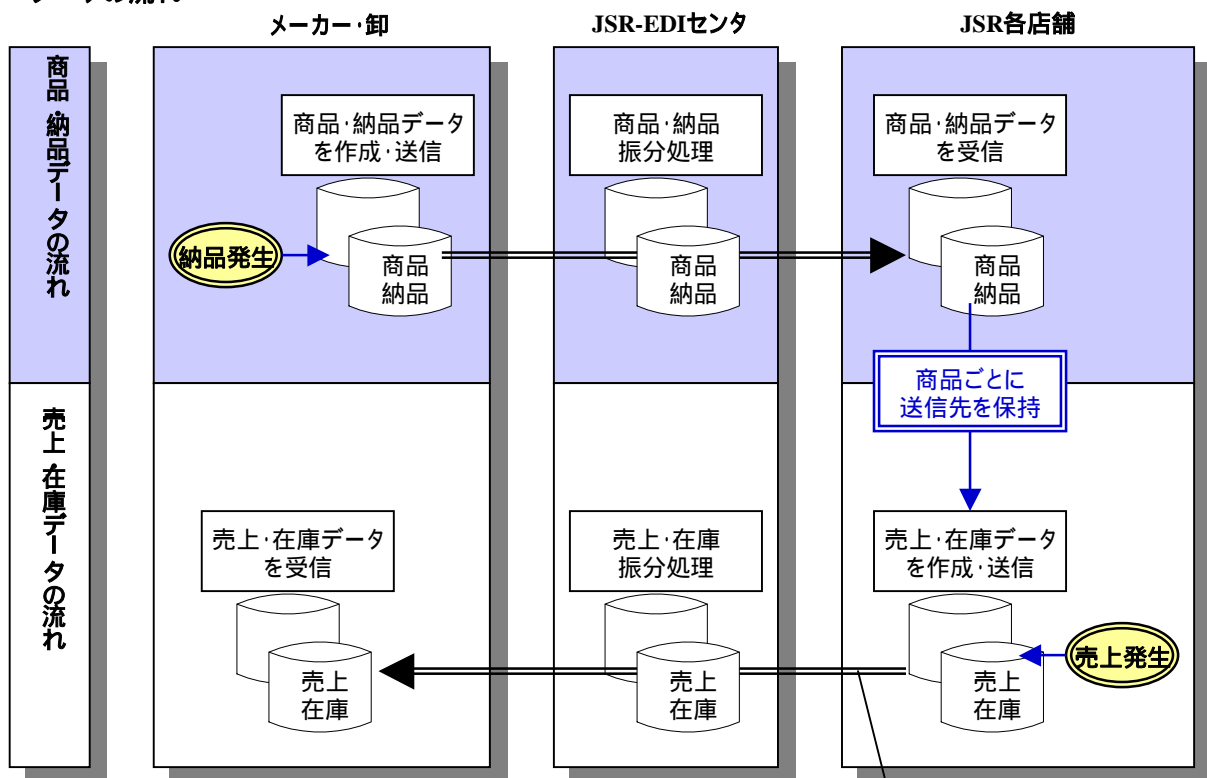 メーカー・卸
JSR-EDIセンタ
JSR各店舗
商品・納品データの流れ
商品・納品データ
を作成・送信
商品・納品
振分処理
商品・納品データ
を受信
納品発生
商品
納品
商品
納品
商品
納品
商品ごとに
送信先を保持
売上・在庫データの流れ
売上・在庫データ
を受信
売上・在庫
振分処理
売上・在庫データ
を作成・送信
売上発生
売上
在庫
売上
在庫
売上
在庫